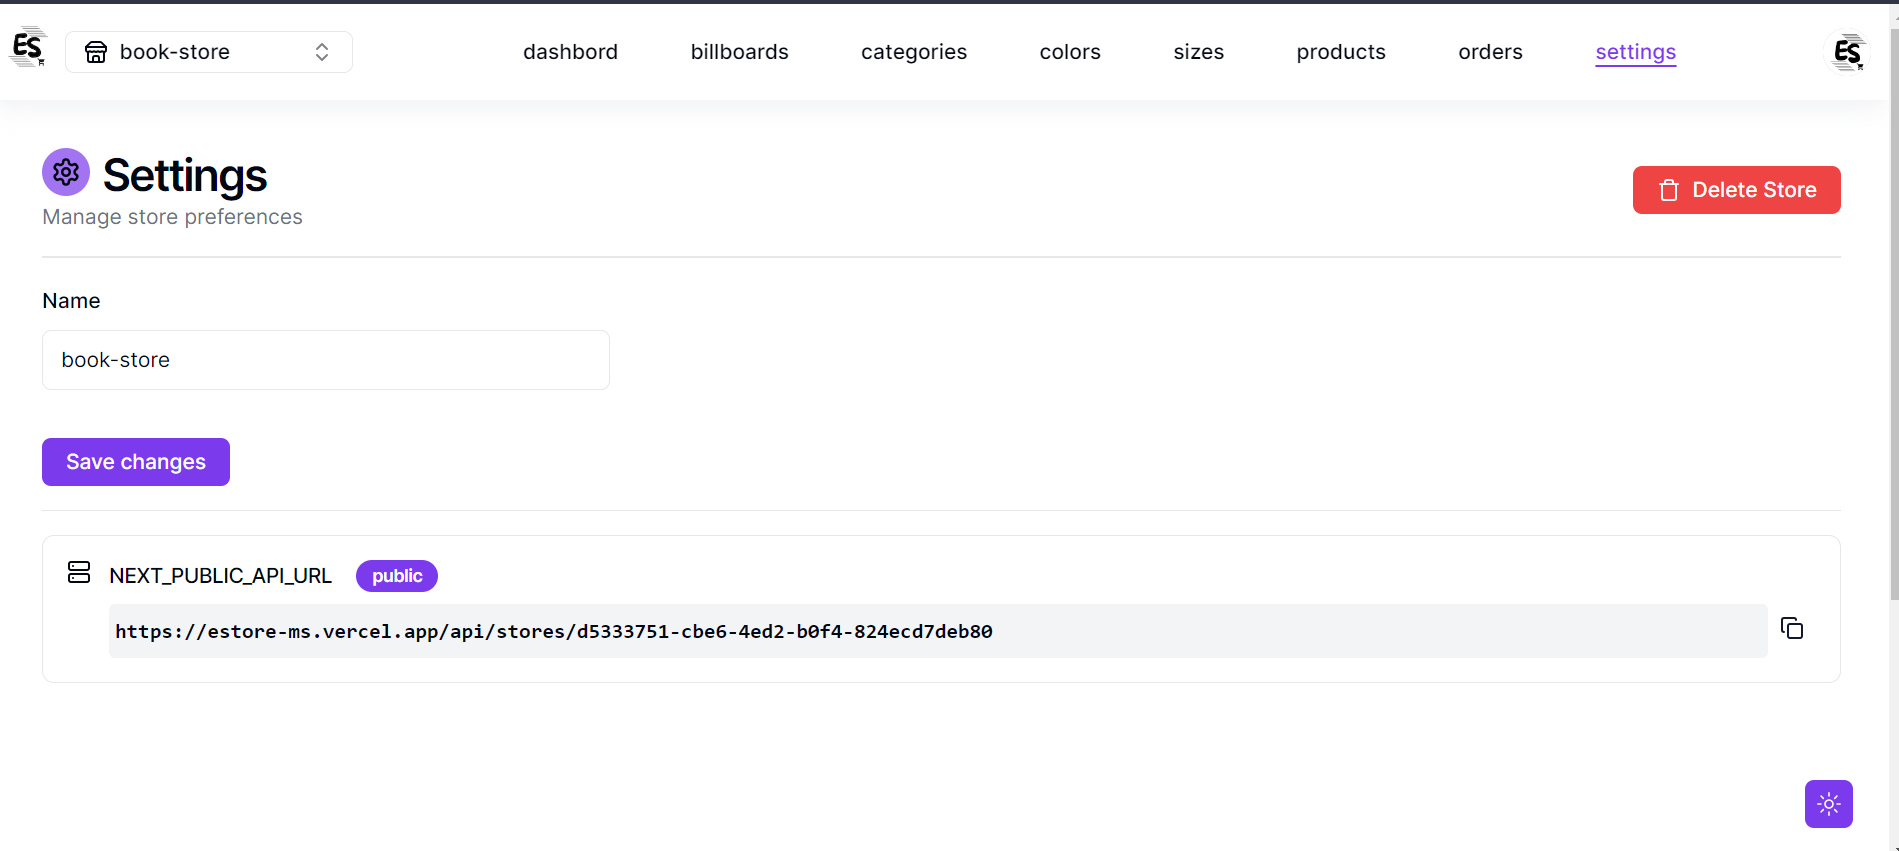 ES
book-store
dashbord
billboards
categories
colors
sizes
products
orders
settings
ES
Settings
Manage store preferences
Delete Store
Name
book-store
Save changes
NEXT_PUBLIC_API_URL
public
https://estore-ms.vercel.app/api/stores/d5333751-cbe6-4ed2-b0f4-824ecd7deb80